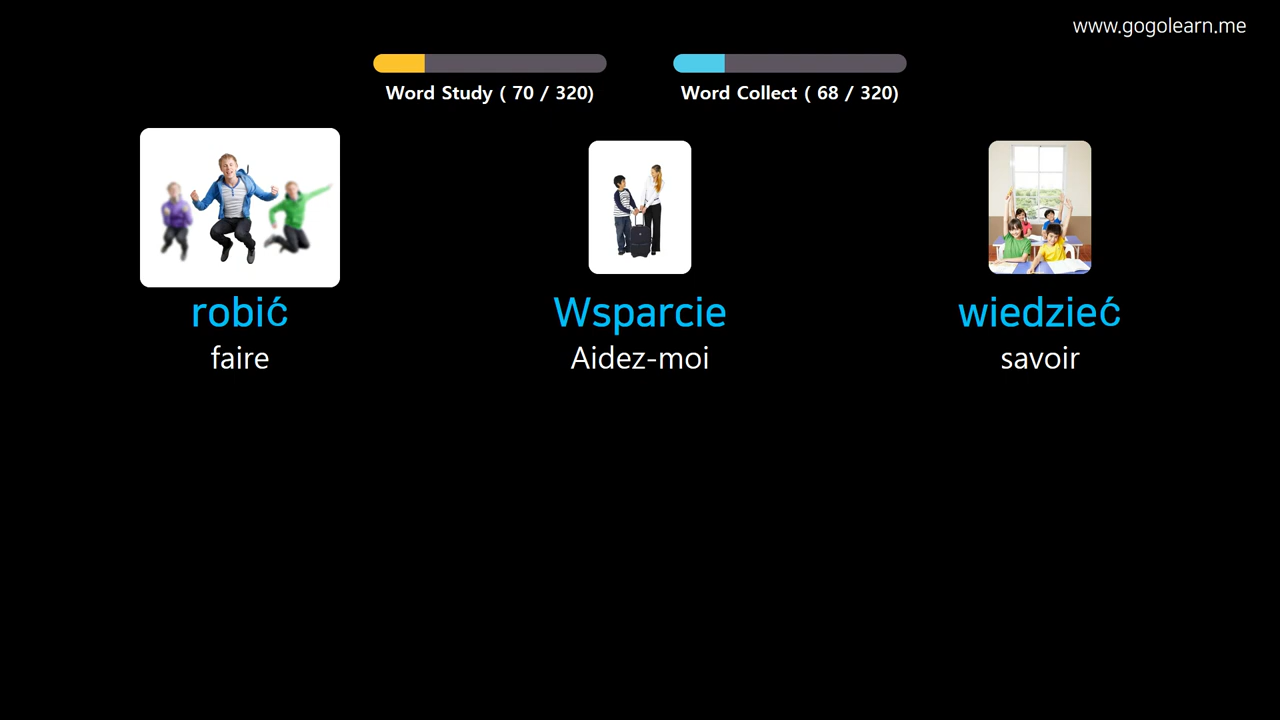 www.gogolearn.me
Word Study ( 70 / 320)
Word Collect ( 68 / 320)
robić
Wsparcie
wiedzieć
faire
Aidez-moi
savoir